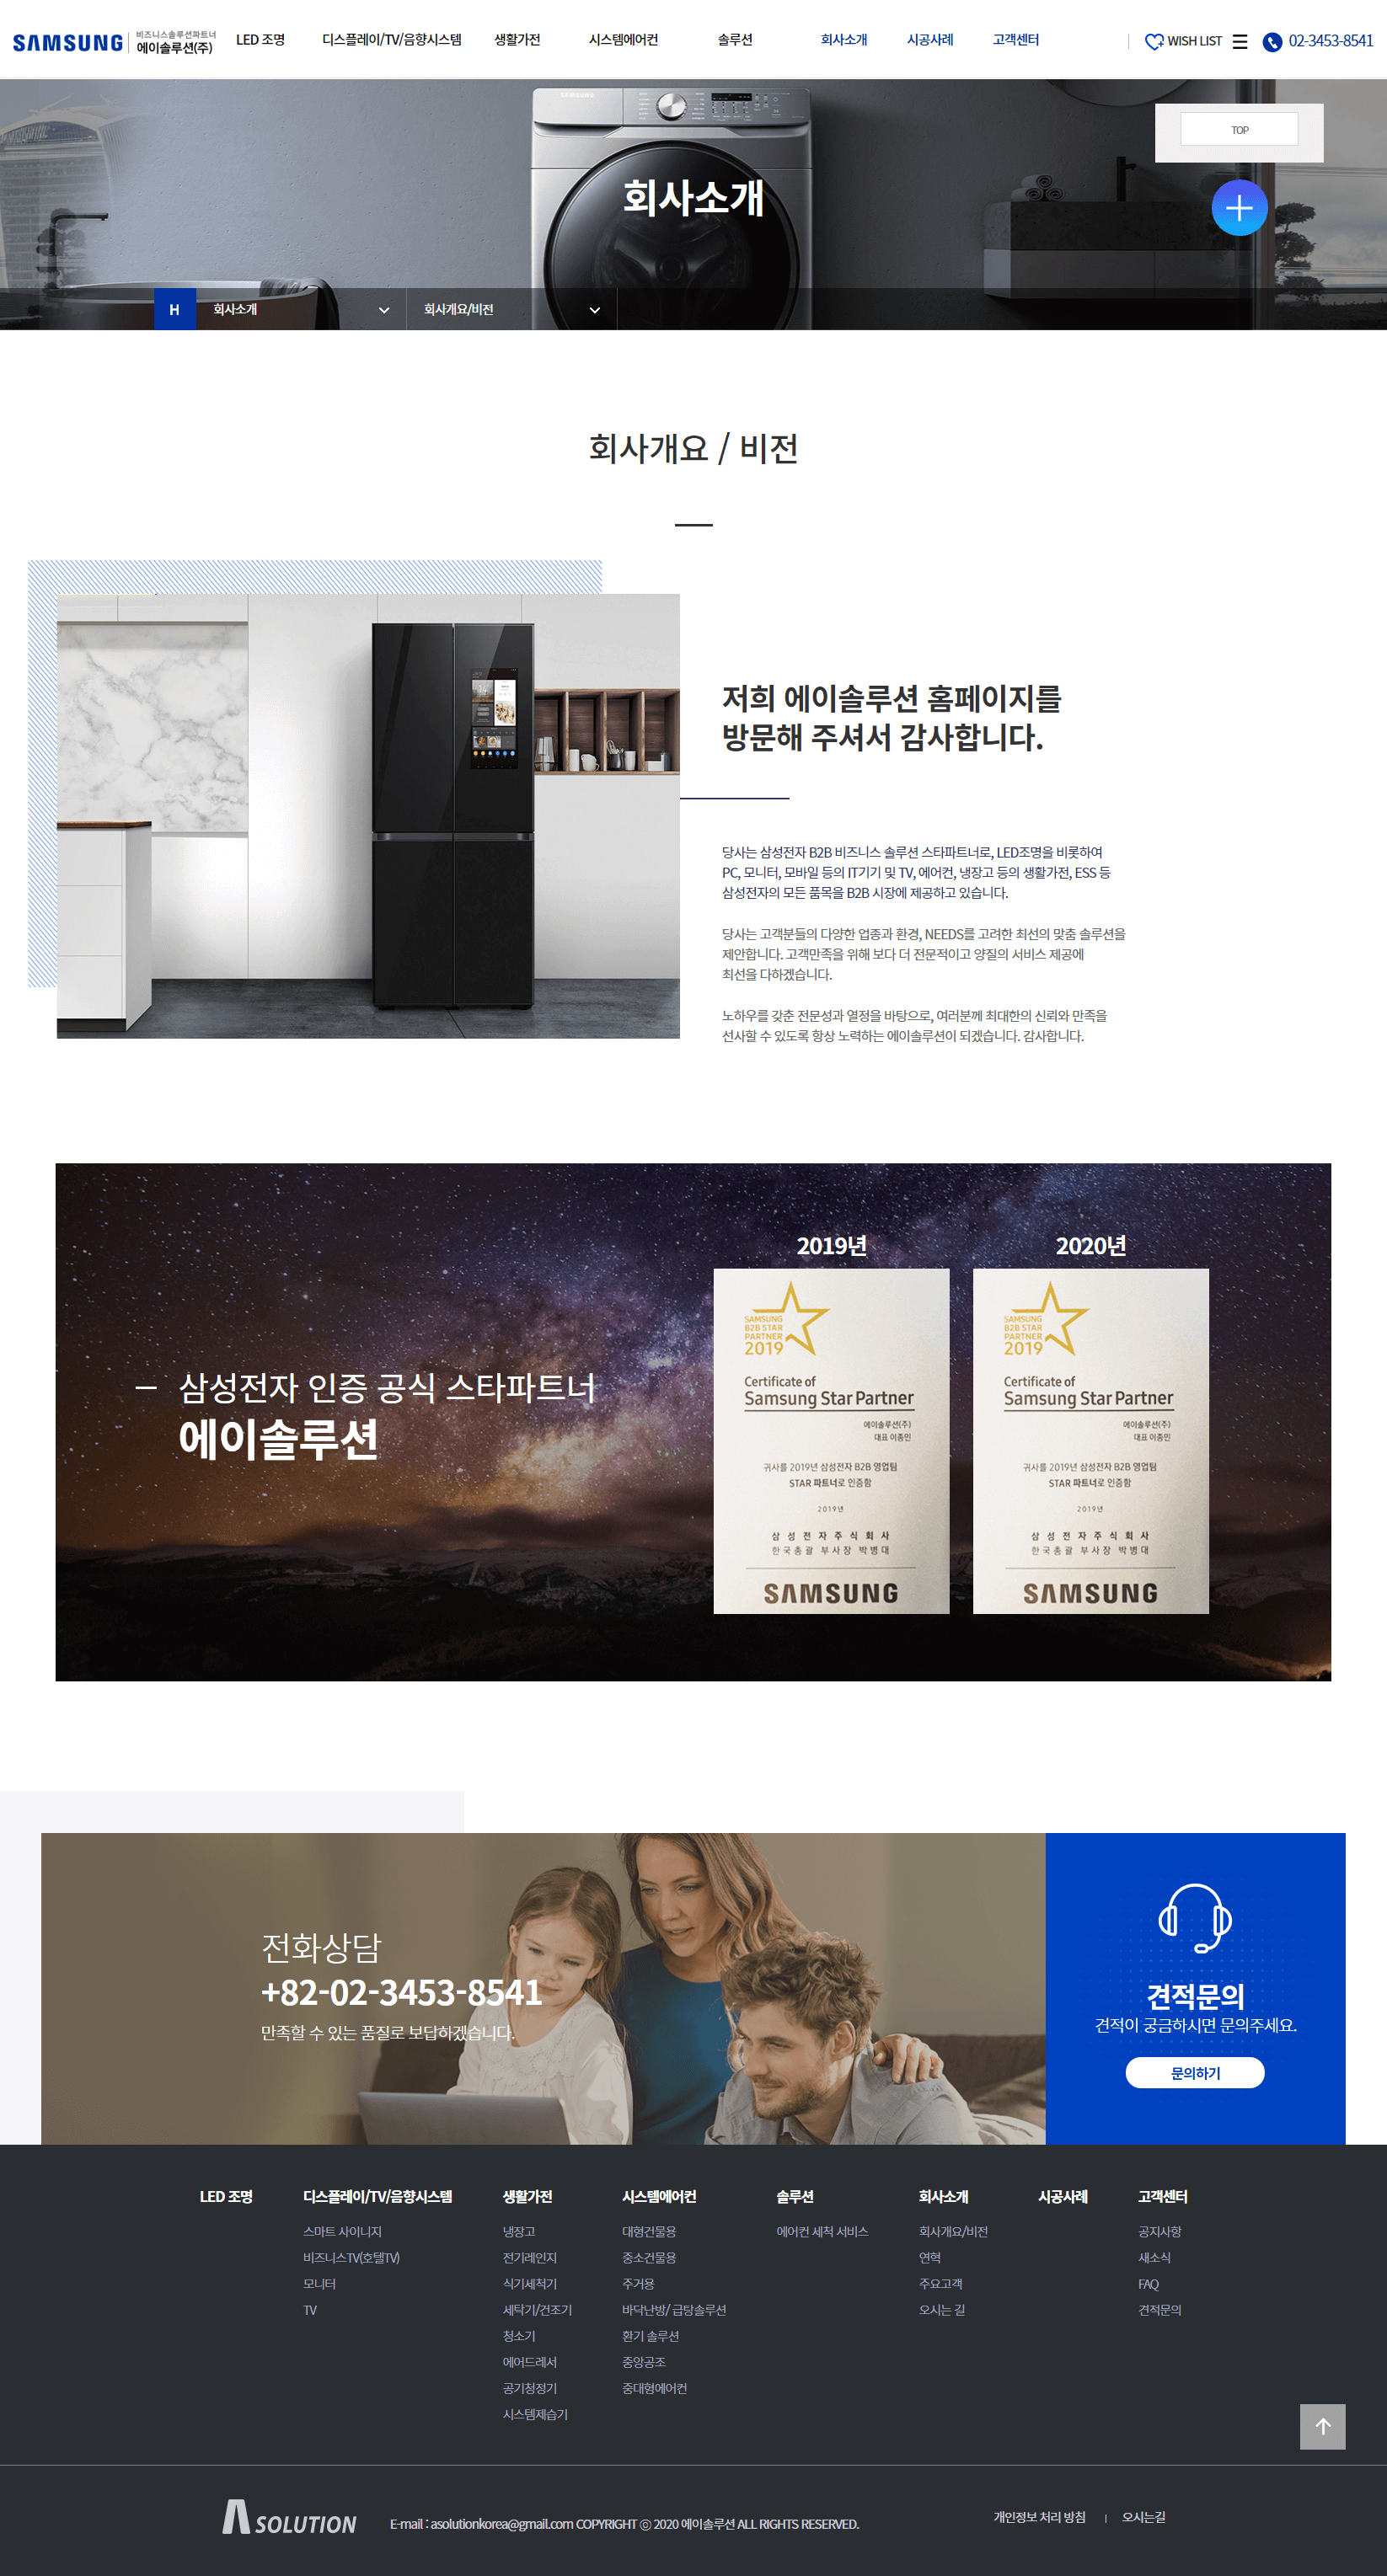 SAMSUNG
비즈니스솔루션파트너
에이솔루션(주)
LED 조명
디스플레이/TV/음향시스템
생활가전
시스템에어컨
솔루션
회사소개
시공사례
고객센터
WISH LIST
02-3453-8541
TOP
회사소개
H
회사소개
회사개요/비전
회사개요 / 비전
저희 에이솔루션 홈페이지를
방문해 주셔서 감사합니다.
당사는 삼성전자 B2B 비즈니스 솔루션 스타파트너로, LED조명을 비롯하여
PC, 모니터, 모바일 등의 IT기기 및 TV, 에어컨, 냉장고 등의 생활가전, ESS 등
삼성전자의 모든 품목을 B2B 시장에 제공하고 있습니다.
당사는 고객분들의 다양한 업종과 환경, NEEDS를 고려한 최선의 맞춤 솔루션을
제안합니다. 고객만족을 위해 보다 더 전문적이고 양질의 서비스 제공에
최선을 다하겠습니다.
노하우를 갖춘 전문성과 열정을 바탕으로, 여러분께 최대한의 신뢰와 만족을
선사할 수 있도록 항상 노력하는 에이솔루션이 되겠습니다. 감사합니다.
삼성전자 인증 공식 스타파트너
에이솔루션
2019년
SAMSUNG
B2B STAR
PARTNER
2019
Certificate of
Samsung Star Partner
에이솔루션(주)
대표 이종민
귀사를 2019년 삼성전자 B2B 영업팀
STAR 파트너로 인증함
2019년
삼성전자주식회사
한국총괄 부사장 박병대
SAMSUNG
2020년
SAMSUNG
B2B STAR
PARTNER
2019
Certificate of
Samsung Star Partner
에이솔루션(주)
대표 이종민
귀사를 2019년 삼성전자 B2B 영업팀
STAR 파트너로 인증함
2019년
삼성전자주식회사
한국총괄 부사장 박병대
SAMSUNG
전화상담
+82-02-3453-8541
만족할 수 있는 품질로 보답하겠습니다.
견적문의
견적이 궁금하시면 문의주세요.
문의하기
LED 조명
디스플레이/TV/음향시스템
스마트 사이니지
비즈니스TV(호텔TV)
모니터
TV
생활가전
냉장고
전기레인지
식기세척기
세탁기/건조기
청소기
에어드레서
공기청정기
시스템제습기
시스템에어컨
대형건물용
중소건물용
주거용
바닥난방/ 급탕솔루션
환기 솔루션
중앙공조
중대형에어컨
솔루션
에어컨 세척 서비스
회사소개
회사개요/비전
연혁
주요고객
오시는 길
시공사례
고객센터
공지사항
새소식
FAQ
견적문의
A SOLUTION
E-mail : asolutionkorea@gmail.com COPYRIGHT ⓒ 2020 에이솔루션 ALL RIGHTS RESERVED.
개인정보 처리 방침
오시는길